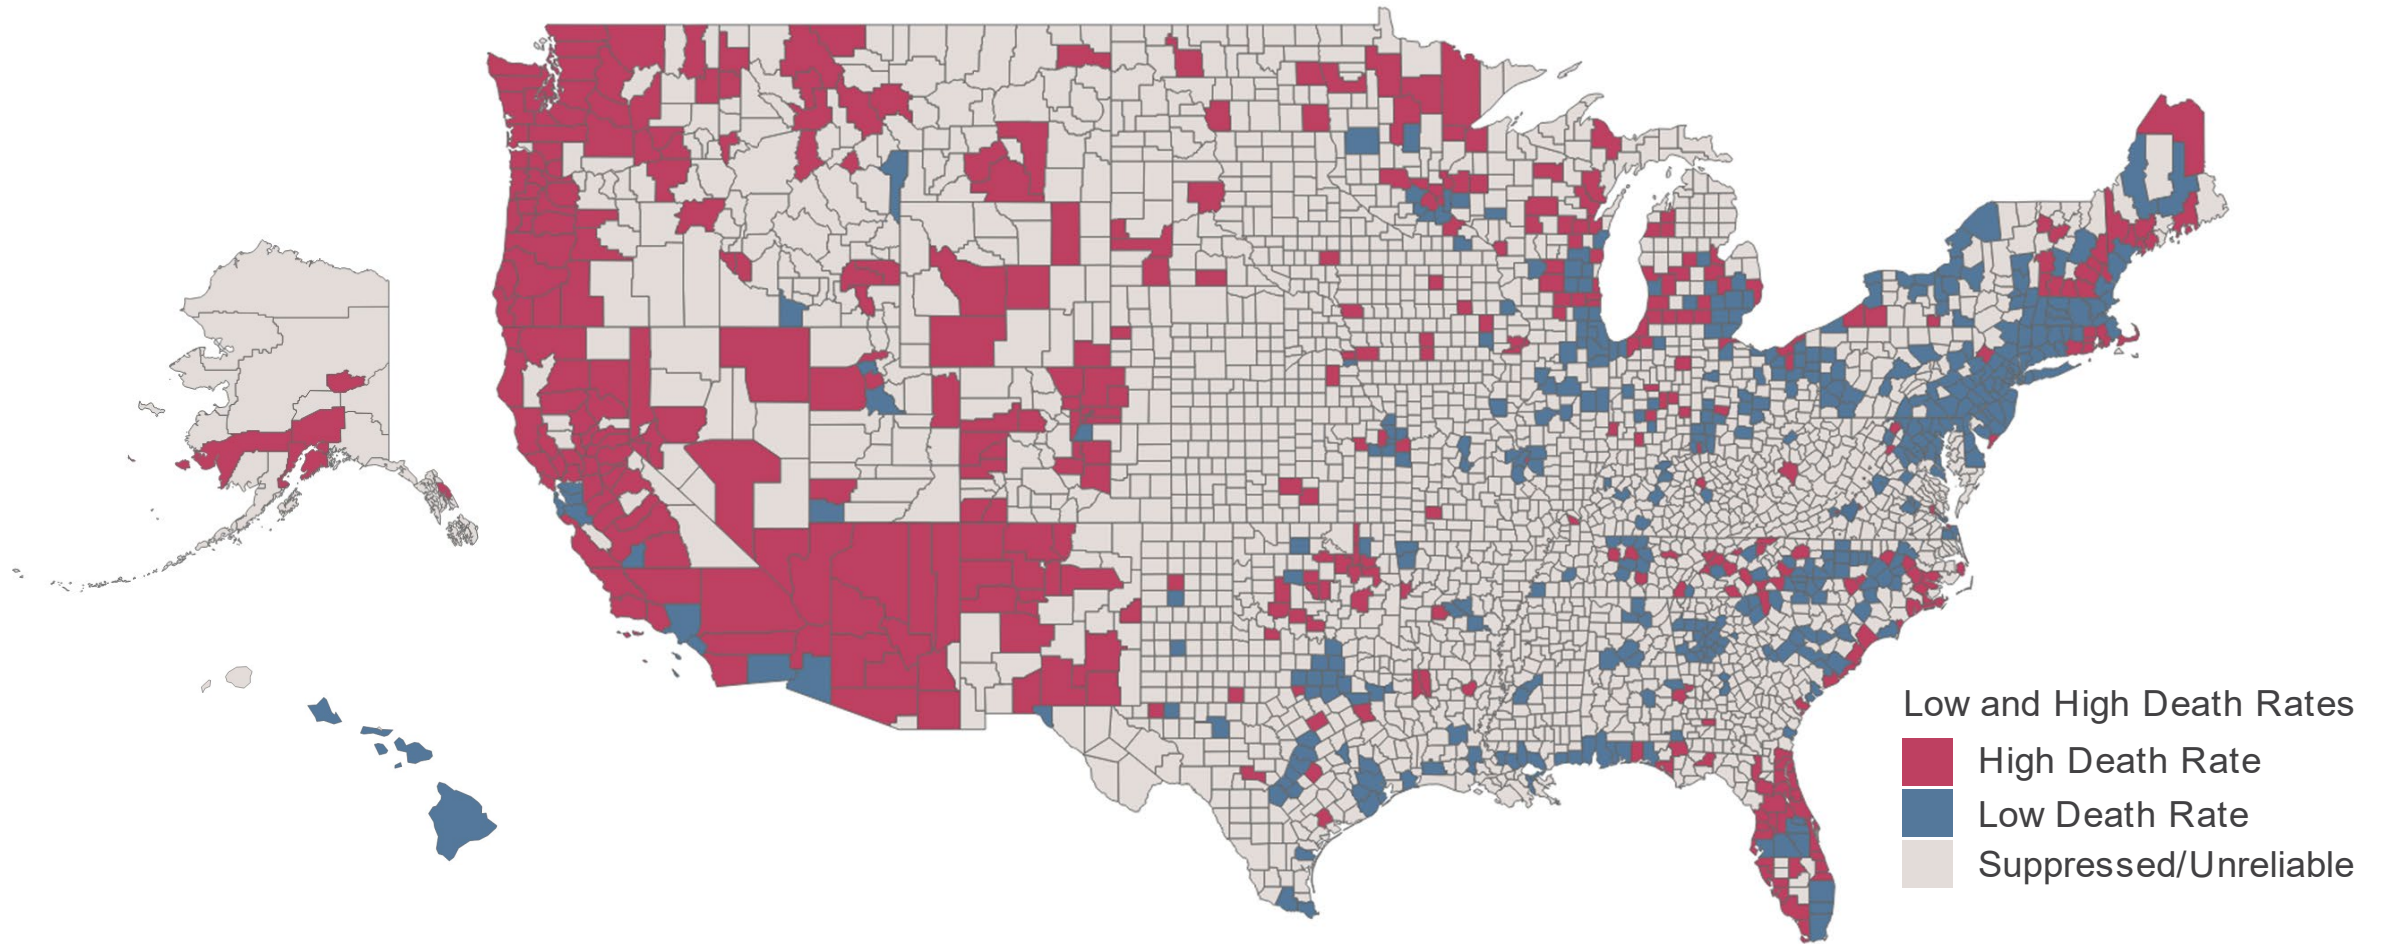 Low and High Death Rates
High Death Rate
Low Death Rate
Suppressed/Unreliable